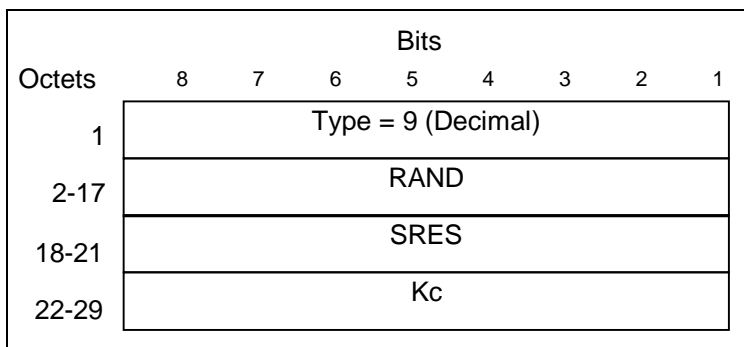 Bits
Octets 8 7 6 5 4 3 2 1
1 Type = 9 (Decimal)
2-17 RAND
18-21 SRES
22-29 Kc